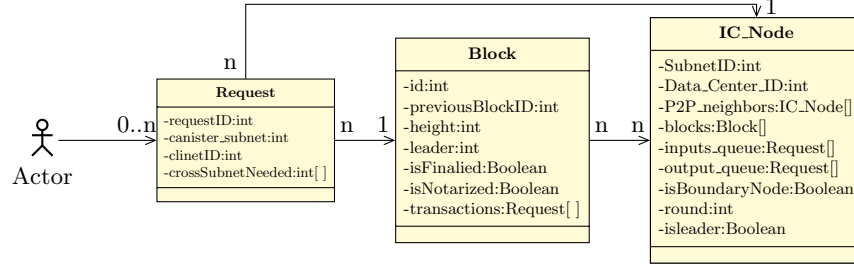 1
IC_Node
-SubnetID:int
-Data_Center_ID:int
-P2P_neighbors:IC_Node[]
-blocks:Block[]
-inputs_queue:Request[]
-output_queue:Request[]
-isBoundaryNode:Boolean
-round:int
-isleader:Boolean
Block
-id:int
-previousBlockID:int
-height:int
-leader:int
-isFinalied:Boolean
-isNotarized:Boolean
-transactions:Request[ ]
n
Request
-requestID:int
-canister_subnet:int
-clinetID:int
-crossSubnetNeeded:int[ ]
0..n
n
1
n
n
Actor